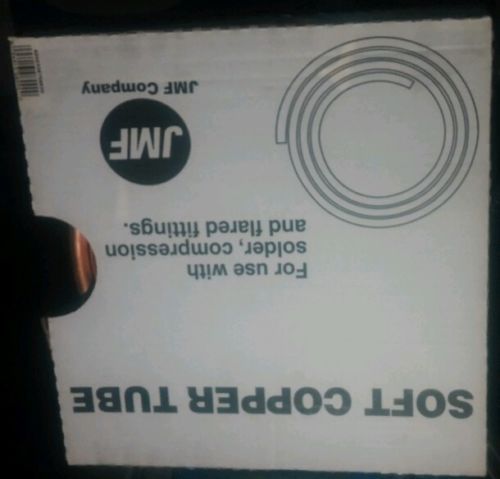 SOFT COPPER TUBE
For use with
solder, compression
and flared fittings.
JMF
JMF Company